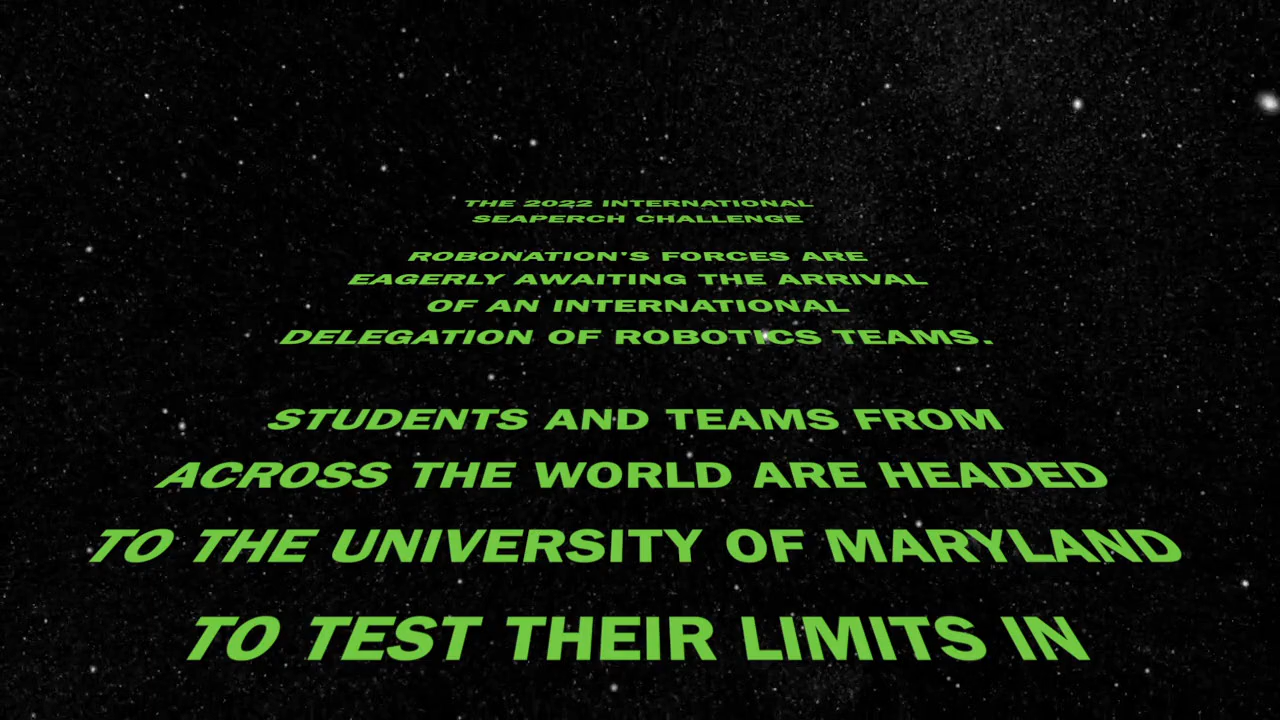 THE 2022 INTERNATIONAL
SEAPERCH CHALLENGE
ROBONATION'S FORCES ARE
EAGERLY AWAITING THE ARRIVAL
OF AN INTERNATIONAL
DELEGATION OF ROBOTICS TEAMS.
STUDENTS AND TEAMS FROM
ACROSS THE WORLD ARE HEADED
TO THE UNIVERSITY OF MARYLAND
TO TEST THEIR LIMITS IN